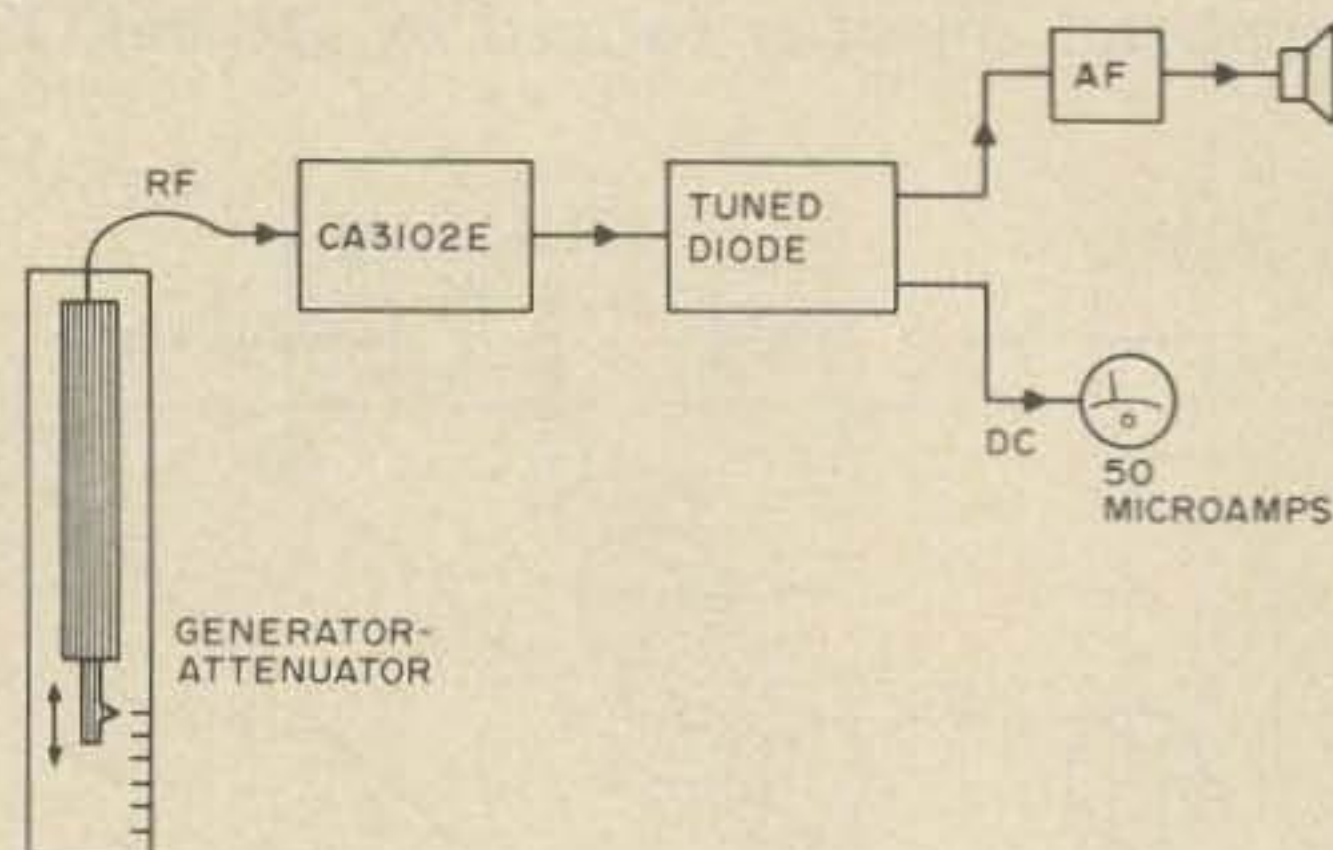 AF
RF
CA3102E
TUNED
DIODE
DC
50
MICROAMPS
GENERATOR-
ATTENUATOR